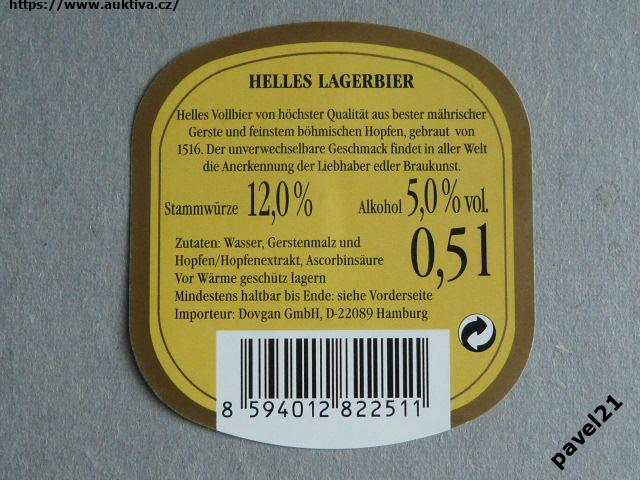 https://www.auktiva.cz/
HELLES LAGERBIER
Helles Vollbier von höchster Qualität aus bester mährischer
Gerste und feinstem böhmischen Hopfen, gebraut von
1516. Der unverwechselbare Geschmack findet in aller Welt
die Anerkennung der Liebhaber edler Braukunst.
Stammwürze 12,0% Alkohol 5,0% vol.
0,5 l
Zutaten: Wasser, Gerstenmalz und
Hopfen/Hopfenextrakt, Ascorbinsäure
Vor Wärme geschütz lagern
Mindestens haltbar bis Ende: siehe Vorderseite
Importeur: Dovgan GmbH, D-22089 Hamburg
8 594012 822511
pavel21